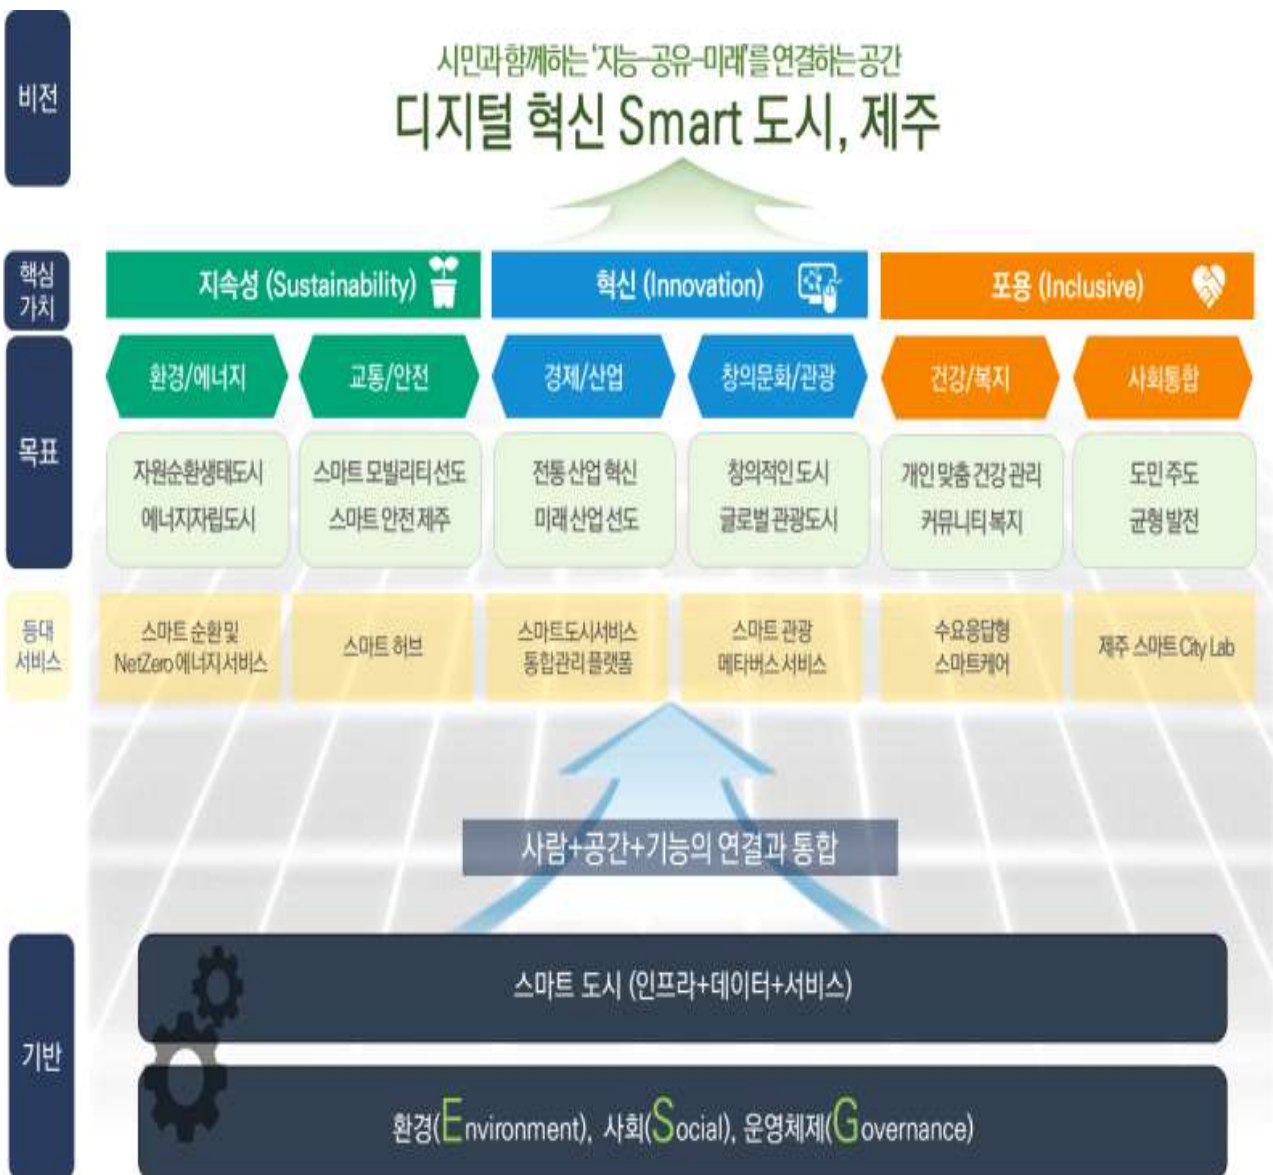 비전
시민과 함께하는 '지능-공유-미래'를 연결하는 공간
디지털 혁신 Smart 도시, 제주
핵심
가치
지속성 (Sustainability)
혁신 (Innovation)
포용 (Inclusive)
목표
환경/에너지
교통/안전
경제/산업
창의문화/관광
건강/복지
사회통합
자원순환생태도시
에너지자립도시
스마트 모빌리티 선도
스마트 안전 제주
전통 산업 혁신
미래 산업 선도
창의적인 도시
글로벌 관광도시
개인 맞춤 건강 관리
커뮤니티 복지
도민 주도
균형 발전
등대
서비스
스마트 순환 및
NetZero 에너지 서비스
스마트 허브
스마트도시서비스
통합관리 플랫폼
스마트 관광
메타버스 서비스
수요응답형
스마트케어
제주 스마트 City Lab
사람+공간+기능의 연결과 통합
기반
스마트 도시 (인프라+데이터+서비스)
환경(Environment), 사회(Social), 운영체제(Governance)